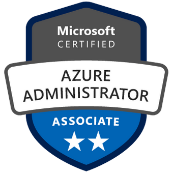 Microsoft
CERTIFIED
AZURE
ADMINISTRATOR
ASSOCIATE